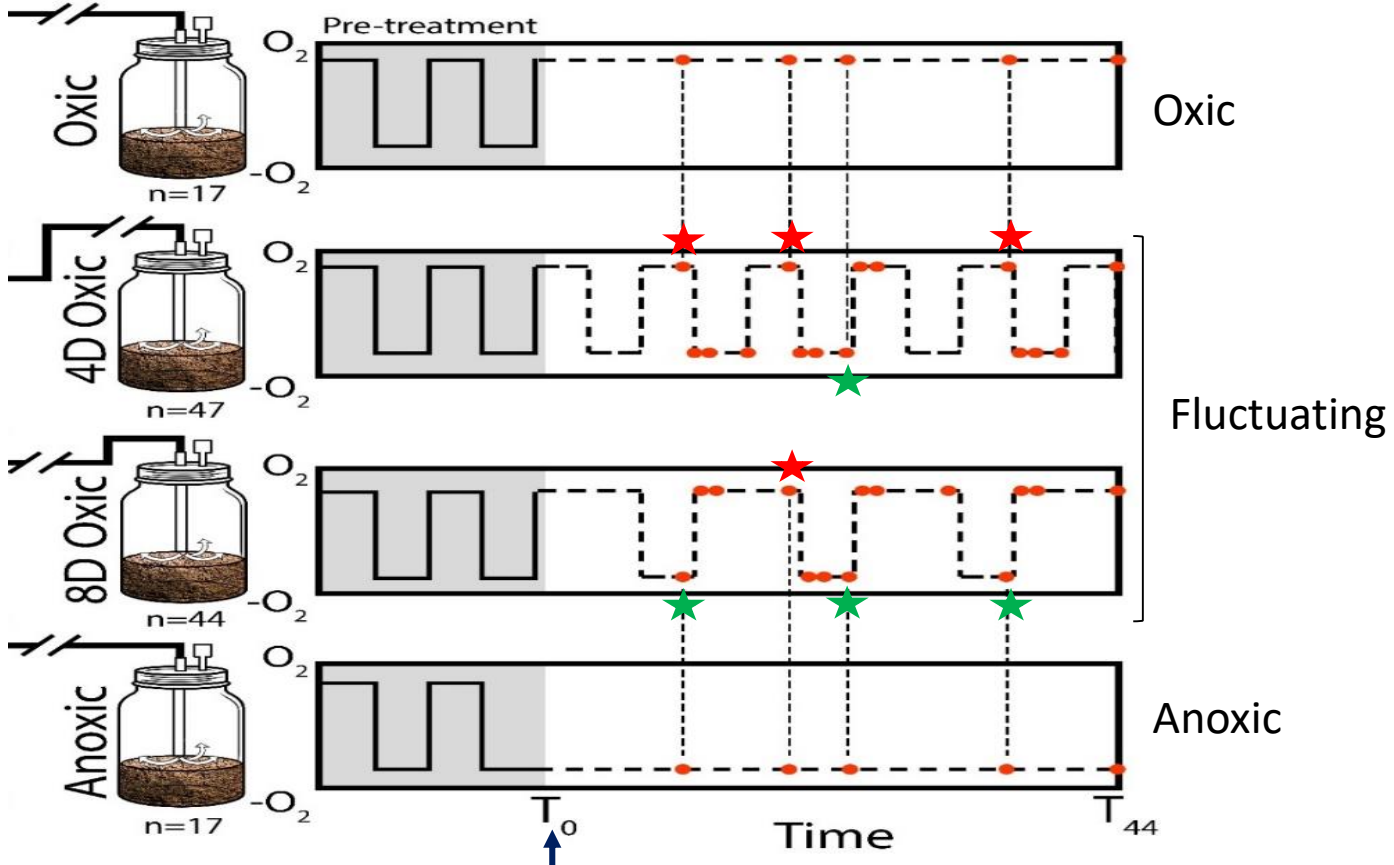 Pre-treatment
O2
Oxic
-O2
n=17
Oxic
O2
4D Oxic
-O2
n=47
Fluctuating
O2
8D Oxic
-O2
n=44
O2
Anoxic
-O2
n=17
Anoxic
T0
Time
T44